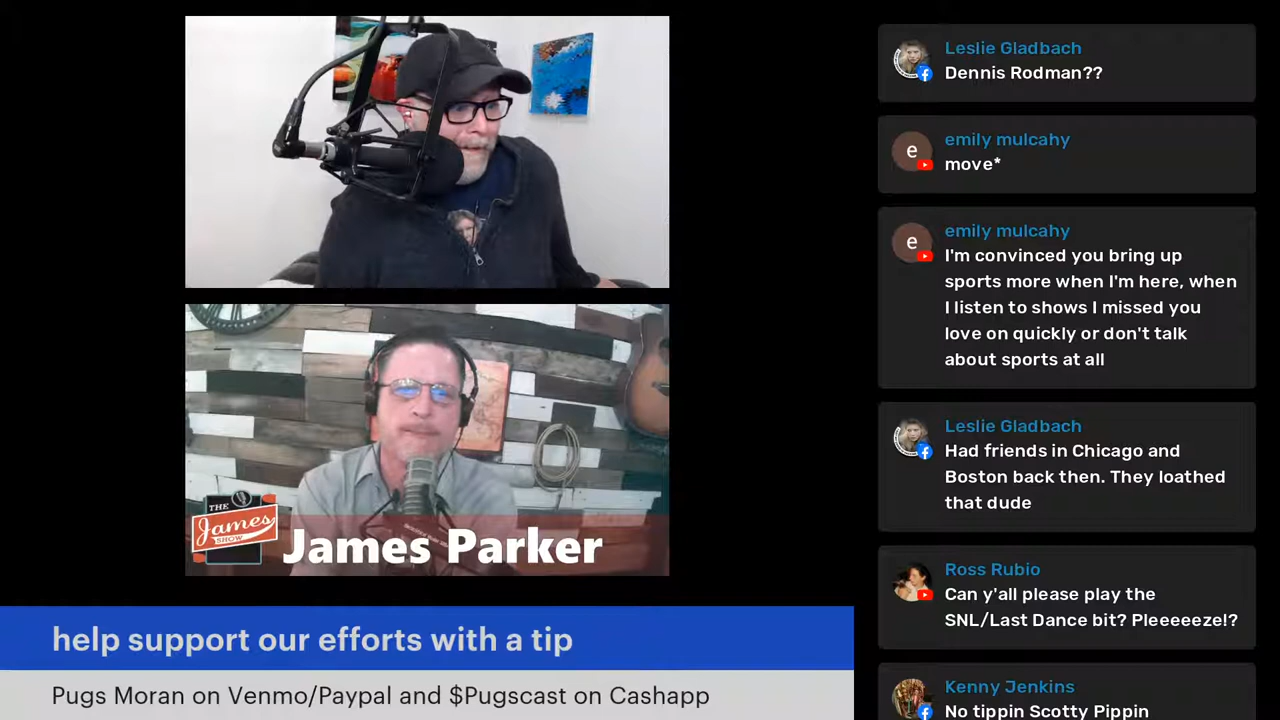 THE
James
SHOW
James Parker
help support our efforts with a tip
Pugs Moran on Venmo/Paypal and $Pugscast on Cashapp
Leslie Gladbach
Dennis Rodman??
e
emily mulcahy
move*
e
emily mulcahy
I'm convinced you bring up
sports more when I'm here, when
I listen to shows I missed you
love on quickly or don't talk
about sports at all
Leslie Gladbach
Had friends in Chicago and
Boston back then. They loathed
that dude
Ross Rubio
Can y'all please play the
SNL/Last Dance bit? Pleeeeeze!?
Kenny Jenkins
No tippin Scotty Pippin